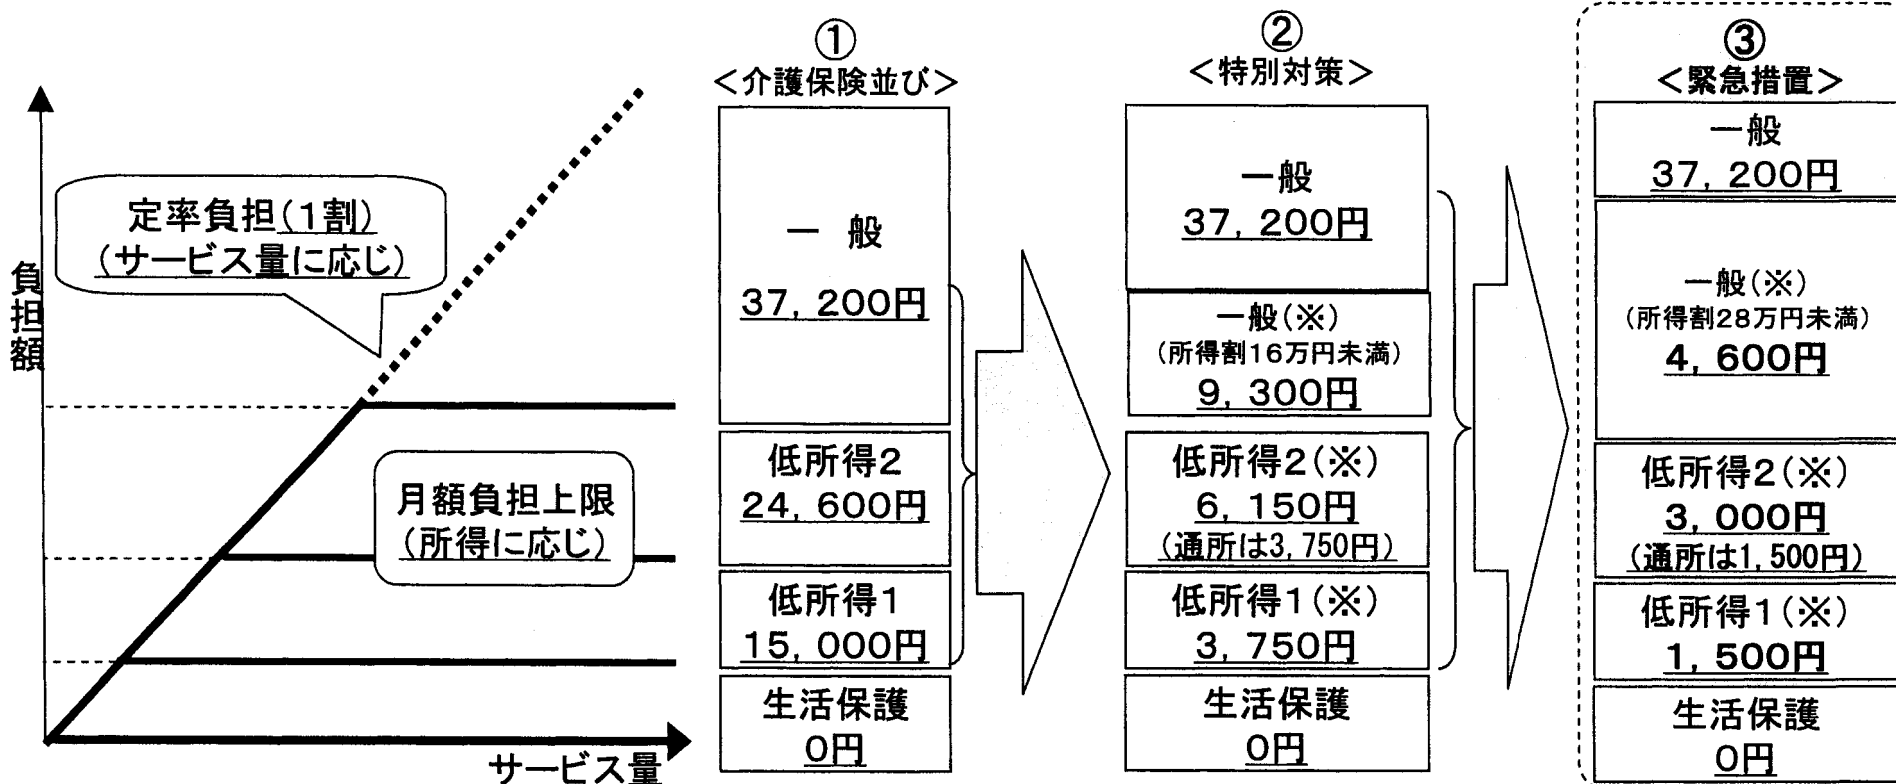 負担額
定率負担(1割)
(サービス量に応じ)
月額負担上限
(所得に応じ)
サービス量
①
＜介護保険並び＞
一 般
37, 200円
低所得2
24, 600円
低所得1
15, 000円
生活保護
0円
②
＜特別対策＞
一般
37, 200円
一般(※)
(所得割16万円未満)
9, 300円
低所得2(※)
6, 150円
(通所は3, 750円)
低所得1(※)
3, 750円
生活保護
0円
③
＜緊急措置＞
一般
37, 200円
一般(※)
(所得割28万円未満)
4, 600円
低所得2(※)
3, 000円
(通所は1, 500円)
低所得1(※)
1, 500円
生活保護
0円